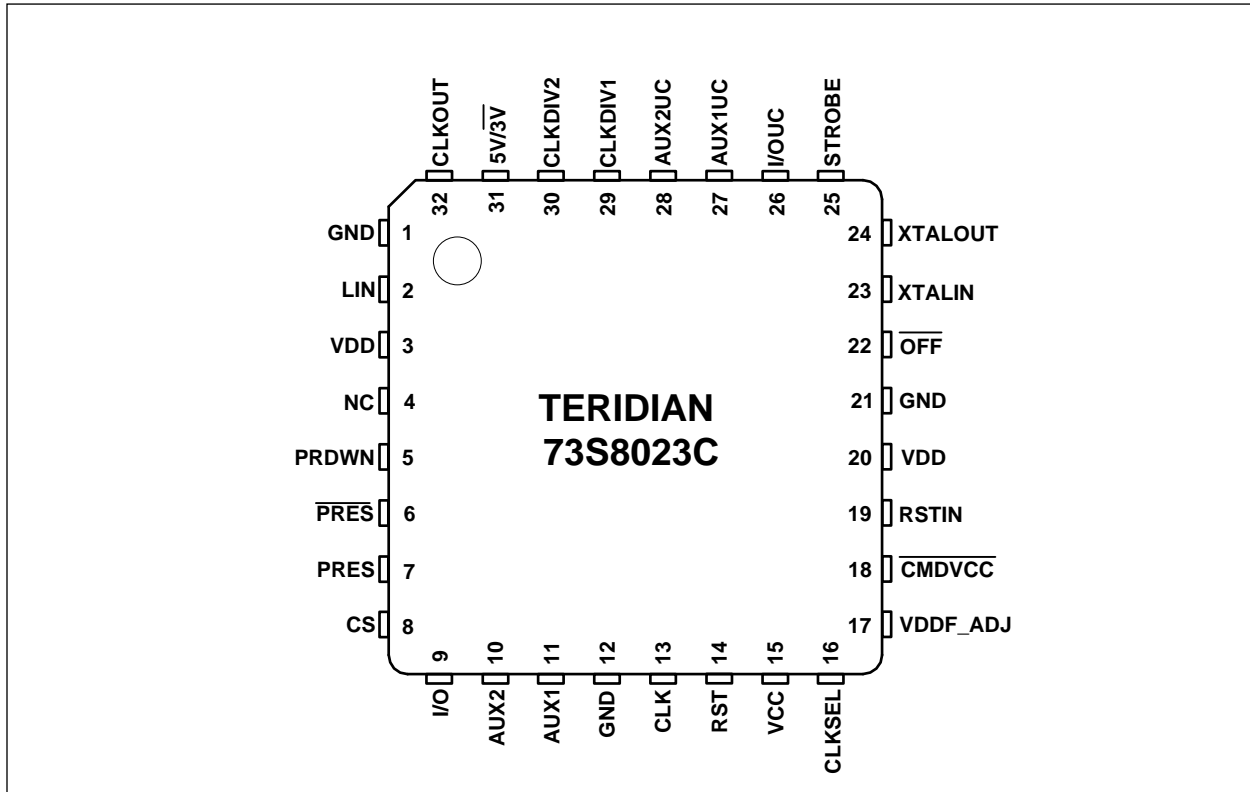 CLKOUT
5V/3V
CLKDIV2
CLKDIV1
AUX2UC
AUX1UC
I/OUC
STROBE
32
31
30
29
28
27
26
25
GND 1
LIN 2
VDD 3
NC 4
PRDWN 5
PRES 6
PRES 7
CS 8
TERIDIAN
73S8023C
24 XTALOUT
23 XTALIN
22 OFF
21 GND
20 VDD
19 RSTIN
18 CMDVCC
17 VDDF_ADJ
9
10
11
12
13
14
15
16
I/O
AUX2
AUX1
GND
CLK
RST
VCC
CLKSEL